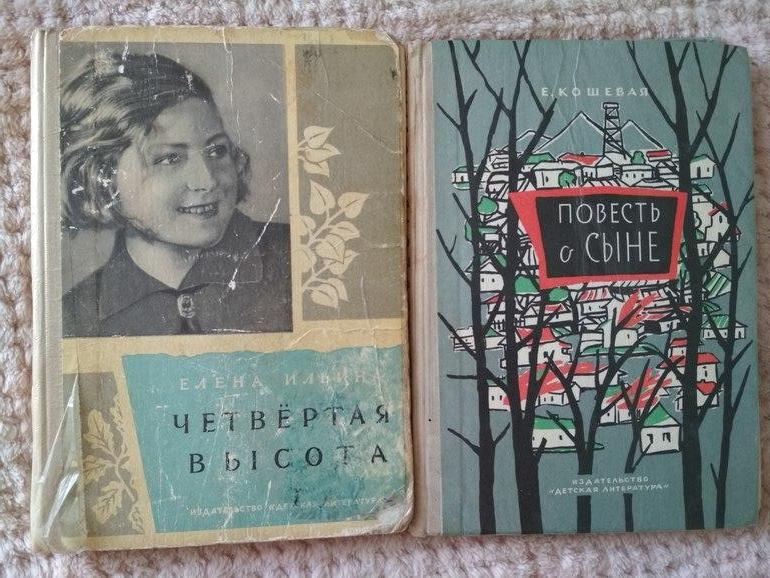 ЕЛЕНА ИЛЬИНА
ЧЕТВЁРТАЯ
ВЫСОТА
ИЗДАТЕЛЬСТВО «ДЕТСКАЯ ЛИТЕРАТУРА»
Е. КОШЕВАЯ
ПОВЕСТЬ
о СЫНЕ
ИЗДАТЕЛЬСТВО
«ДЕТСКАЯ ЛИТЕРАТУРА»